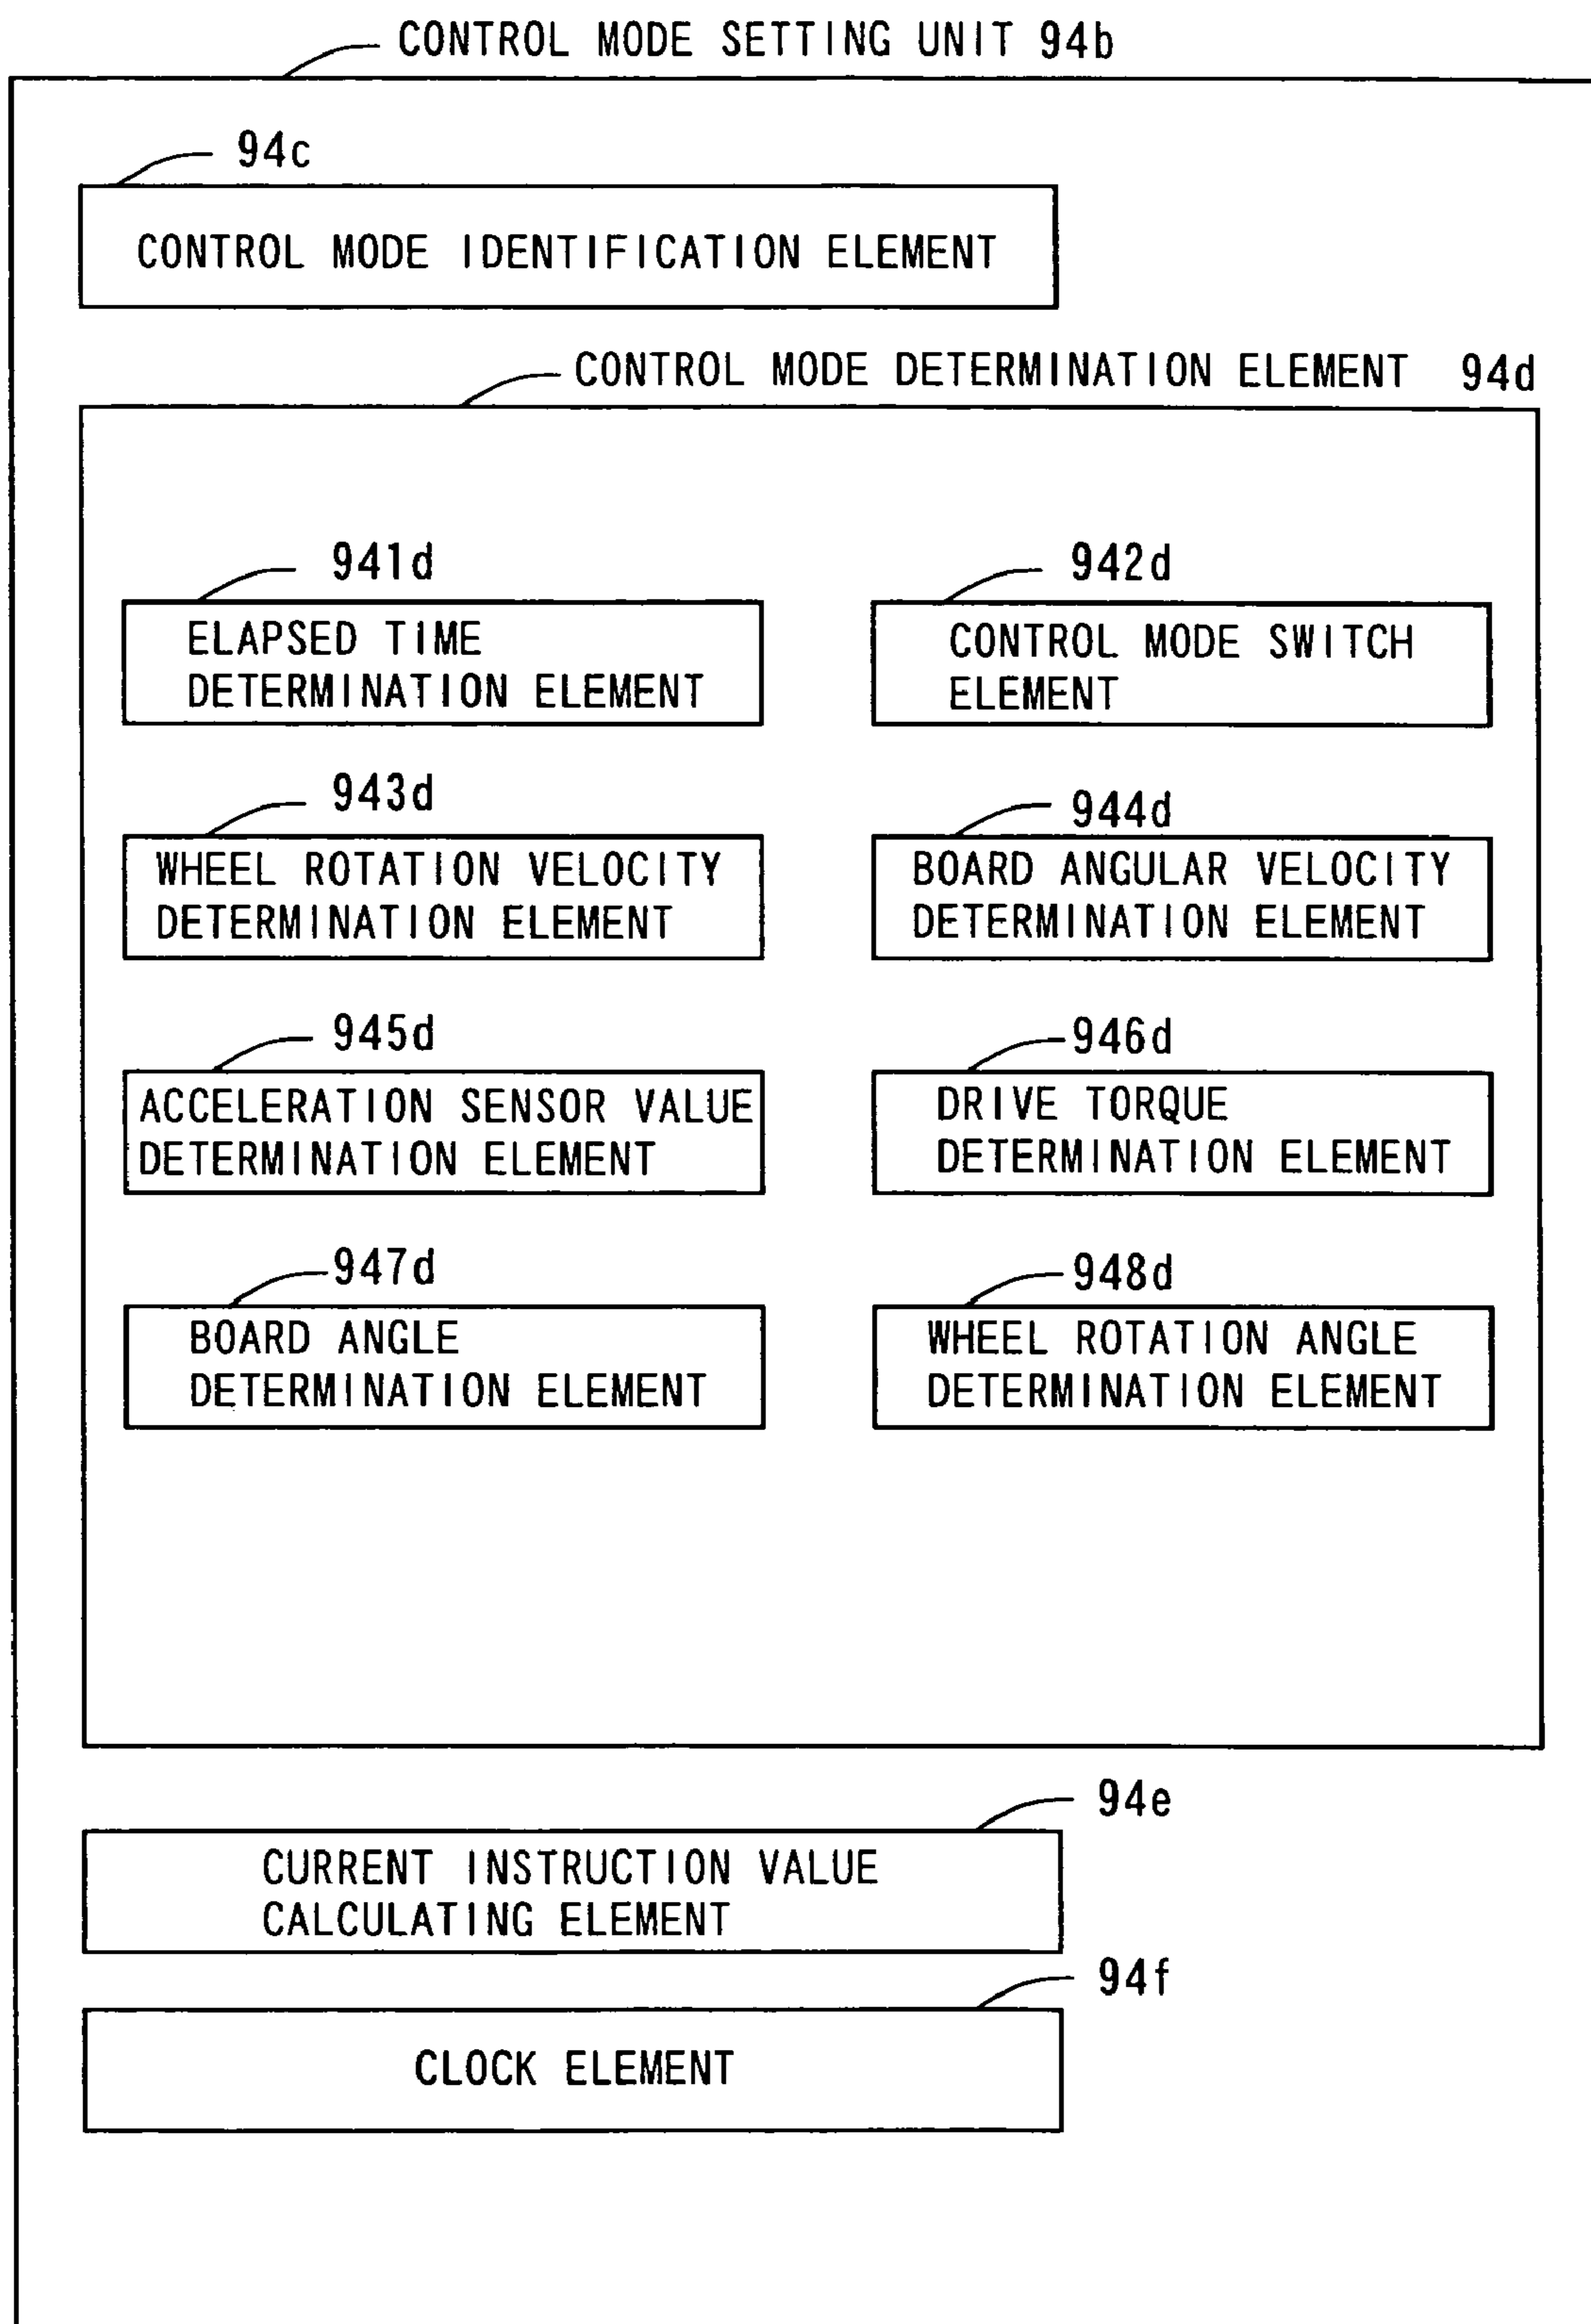 CONTROL MODE SETTING UNIT 94b
94c
CONTROL MODE IDENTIFICATION ELEMENT
CONTROL MODE DETERMINATION ELEMENT 94d
941d
ELAPSED TIME
DETERMINATION ELEMENT
942d
CONTROL MODE SWITCH
ELEMENT
943d
WHEEL ROTATION VELOCITY
DETERMINATION ELEMENT
944d
BOARD ANGULAR VELOCITY
DETERMINATION ELEMENT
945d
ACCELERATION SENSOR VALUE
DETERMINATION ELEMENT
946d
DRIVE TORQUE
DETERMINATION ELEMENT
947d
BOARD ANGLE
DETERMINATION ELEMENT
948d
WHEEL ROTATION ANGLE
DETERMINATION ELEMENT
94e
CURRENT INSTRUCTION VALUE
CALCULATING ELEMENT
94f
CLOCK ELEMENT